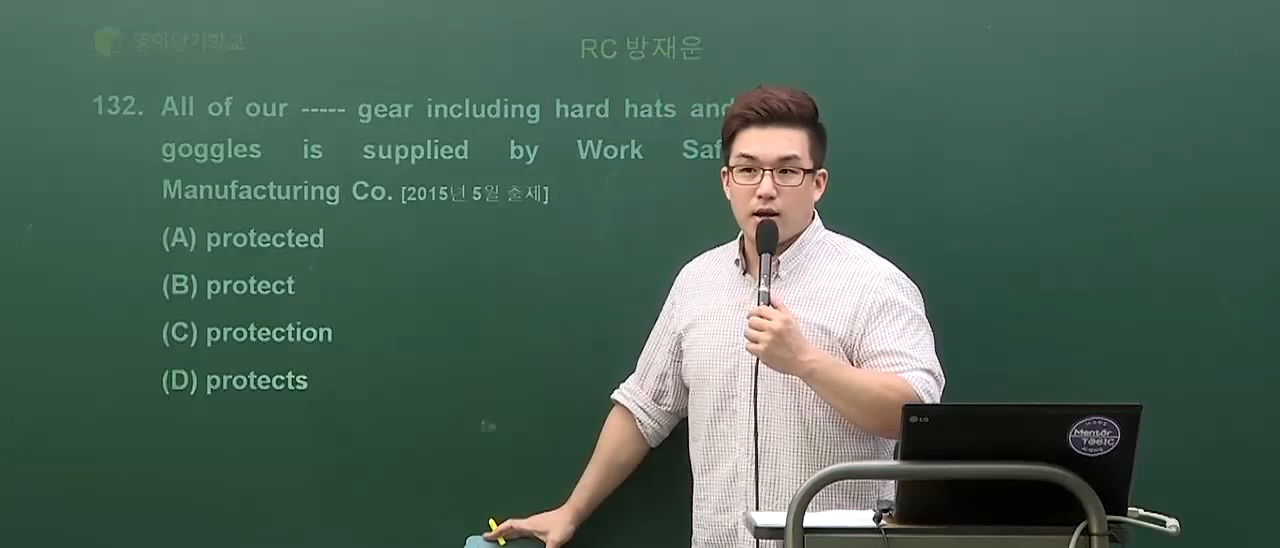 영어단기학교
RC 방재운
132. All of our ----- gear including hard hats and
goggles is supplied by Work
Manufacturing Co. [2015년 5월 출제]
(A) protected
(B) protect
(C) protection
(D) protects
LG
Mentor
TOEIC